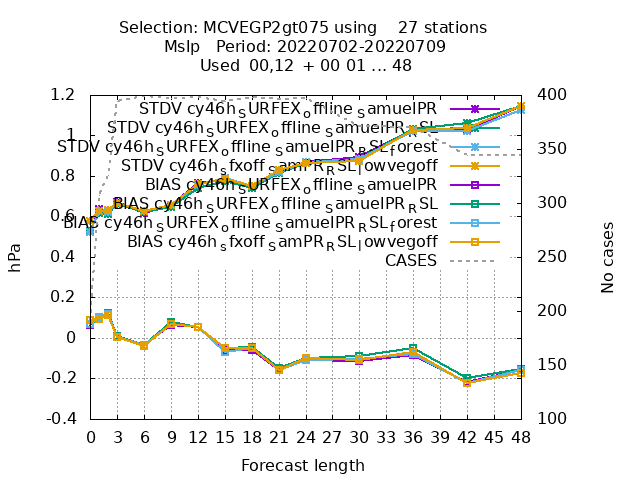 Selection: MCVEGP2gt075 using    27 stations
Mslp   Period: 20220702-20220709
Used  00,12  + 00 01 ... 48
STDV cy46h_SURFEX_offline_SamuelPR
STDV cy46h_SURFEX_offline_SamuelPR_RSL
STDV cy46h_SURFEX_offline_SamuelPR_RSL_forest
STDV cy46h_sfxoff_SamPR_RSL_lowvegoff
BIAS cy46h_SURFEX_offline_SamuelPR
BIAS cy46h_SURFEX_offline_SamuelPR_RSL
BIAS cy46h_SURFEX_offline_SamuelPR_RSL_forest
BIAS cy46h_sfxoff_SamPR_RSL_lowvegoff
CASES
1.2
1
0.8
0.6
0.4
0.2
0
-0.2
-0.4
hPa
400
350
300
250
200
150
100
No cases
0 3 6 9 12 15 18 21 24 27 30 33 36 39 42 45 48
Forecast length